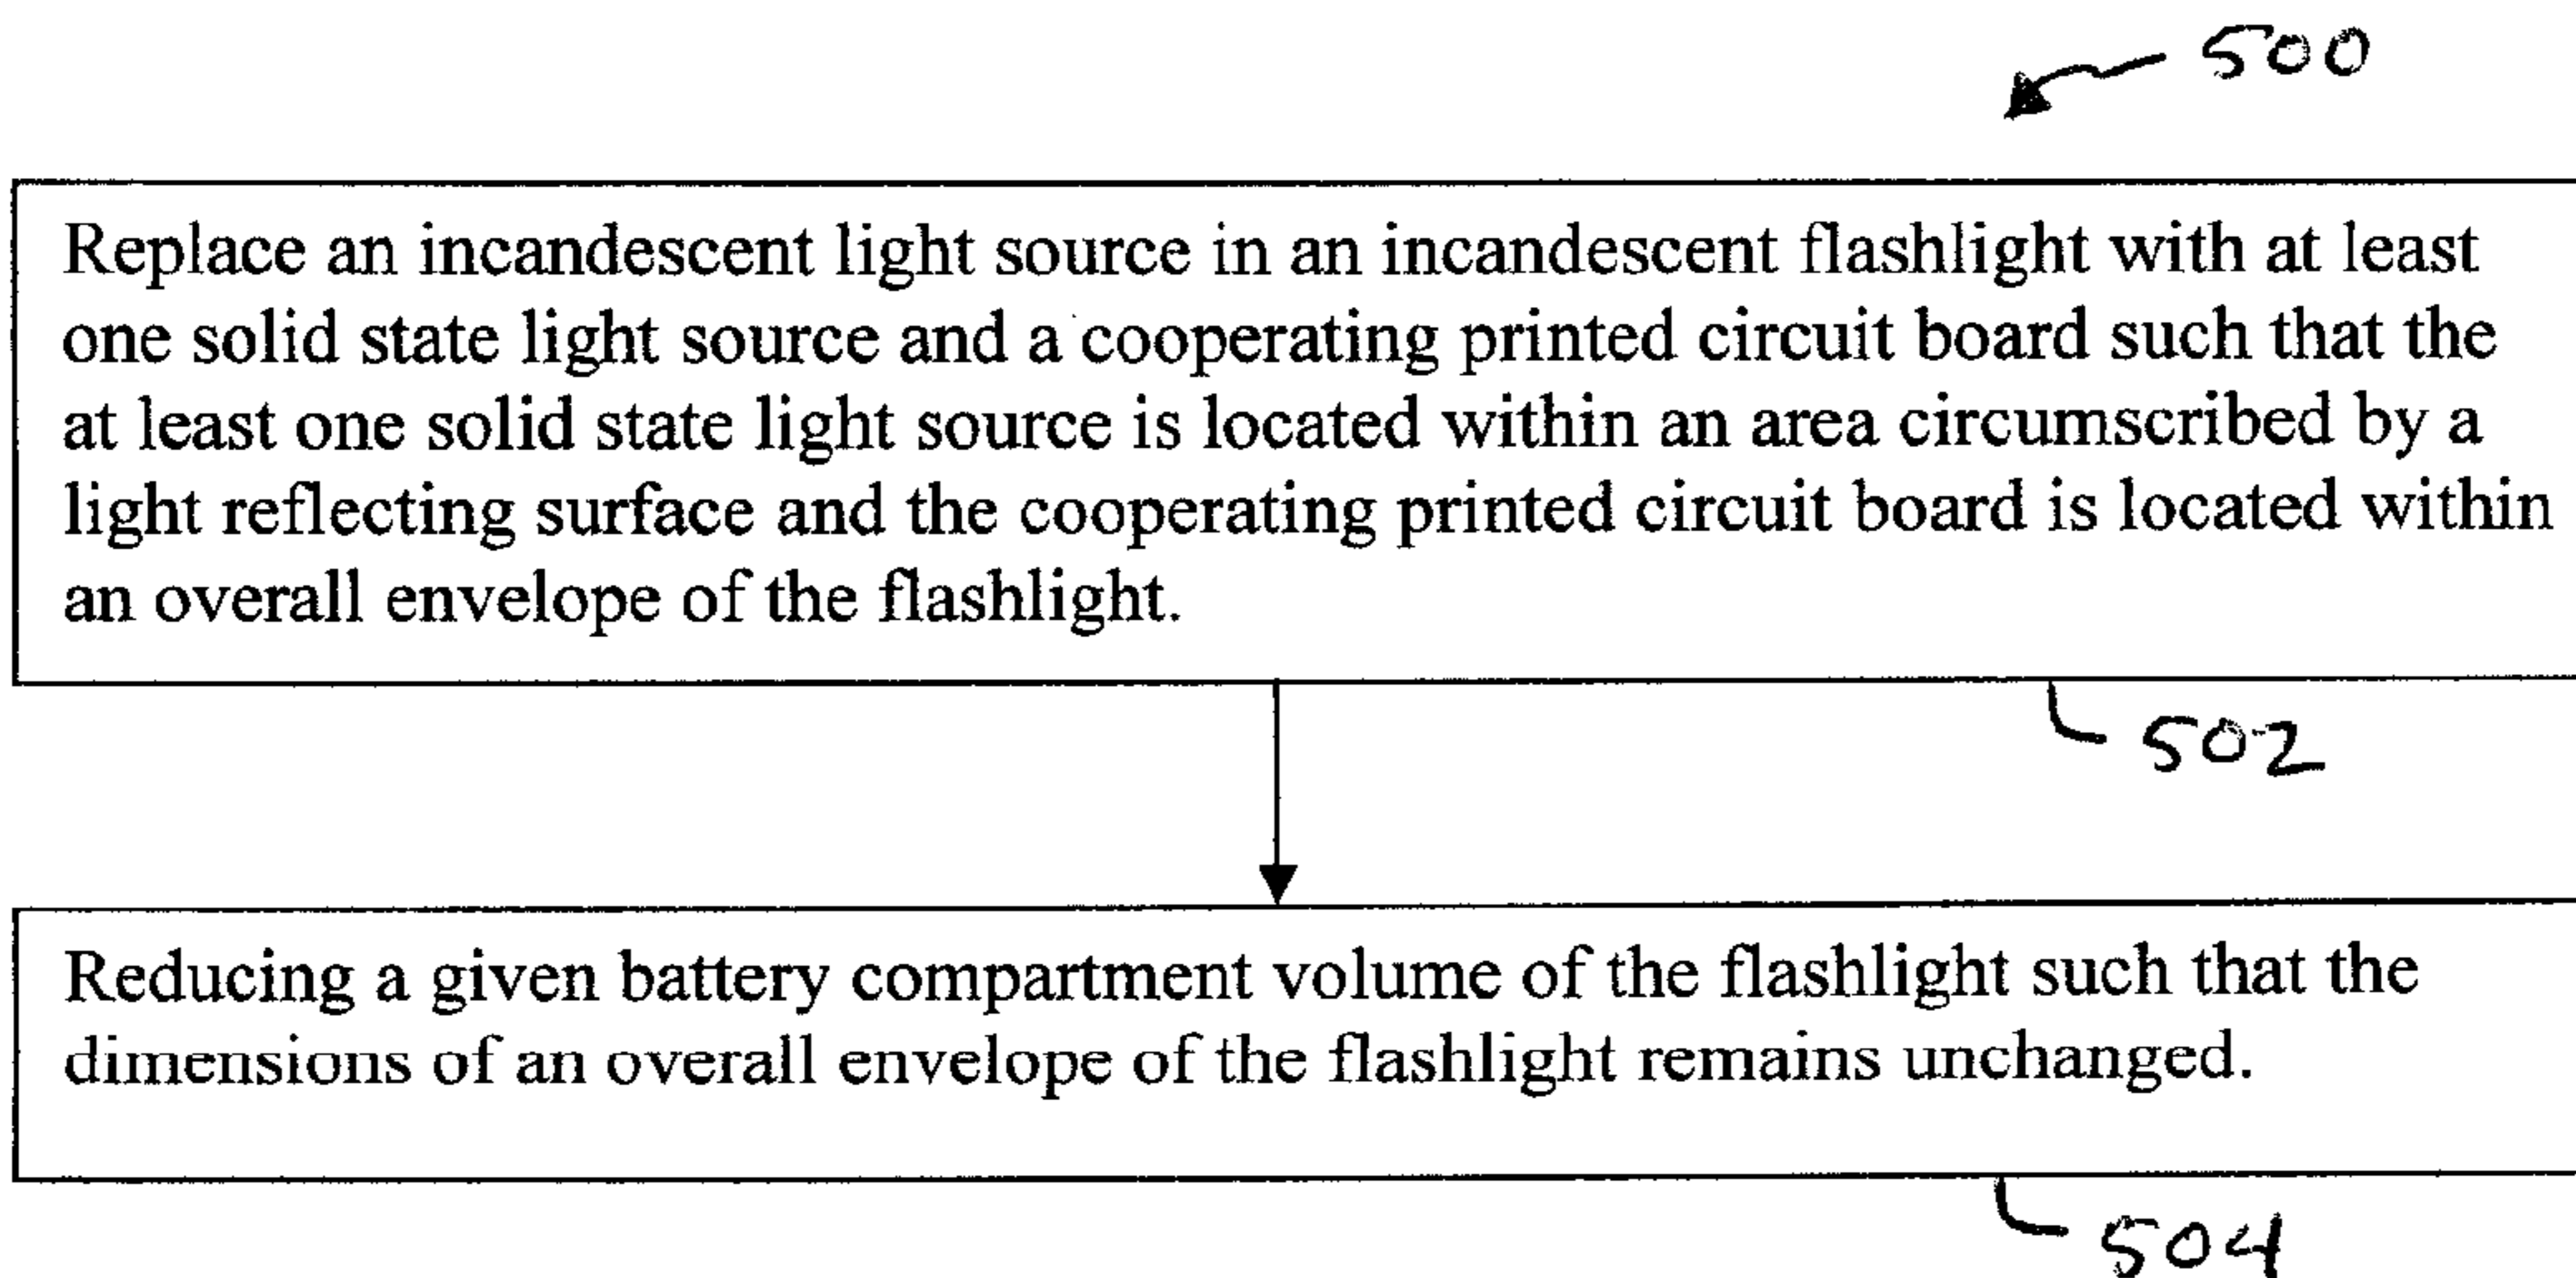 500
Replace an incandescent light source in an incandescent flashlight with at least
one solid state light source and a cooperating printed circuit board such that the
at least one solid state light source is located within an area circumscribed by a
light reflecting surface and the cooperating printed circuit board is located within
an overall envelope of the flashlight.
502
Reducing a given battery compartment volume of the flashlight such that the
dimensions of an overall envelope of the flashlight remains unchanged.
504